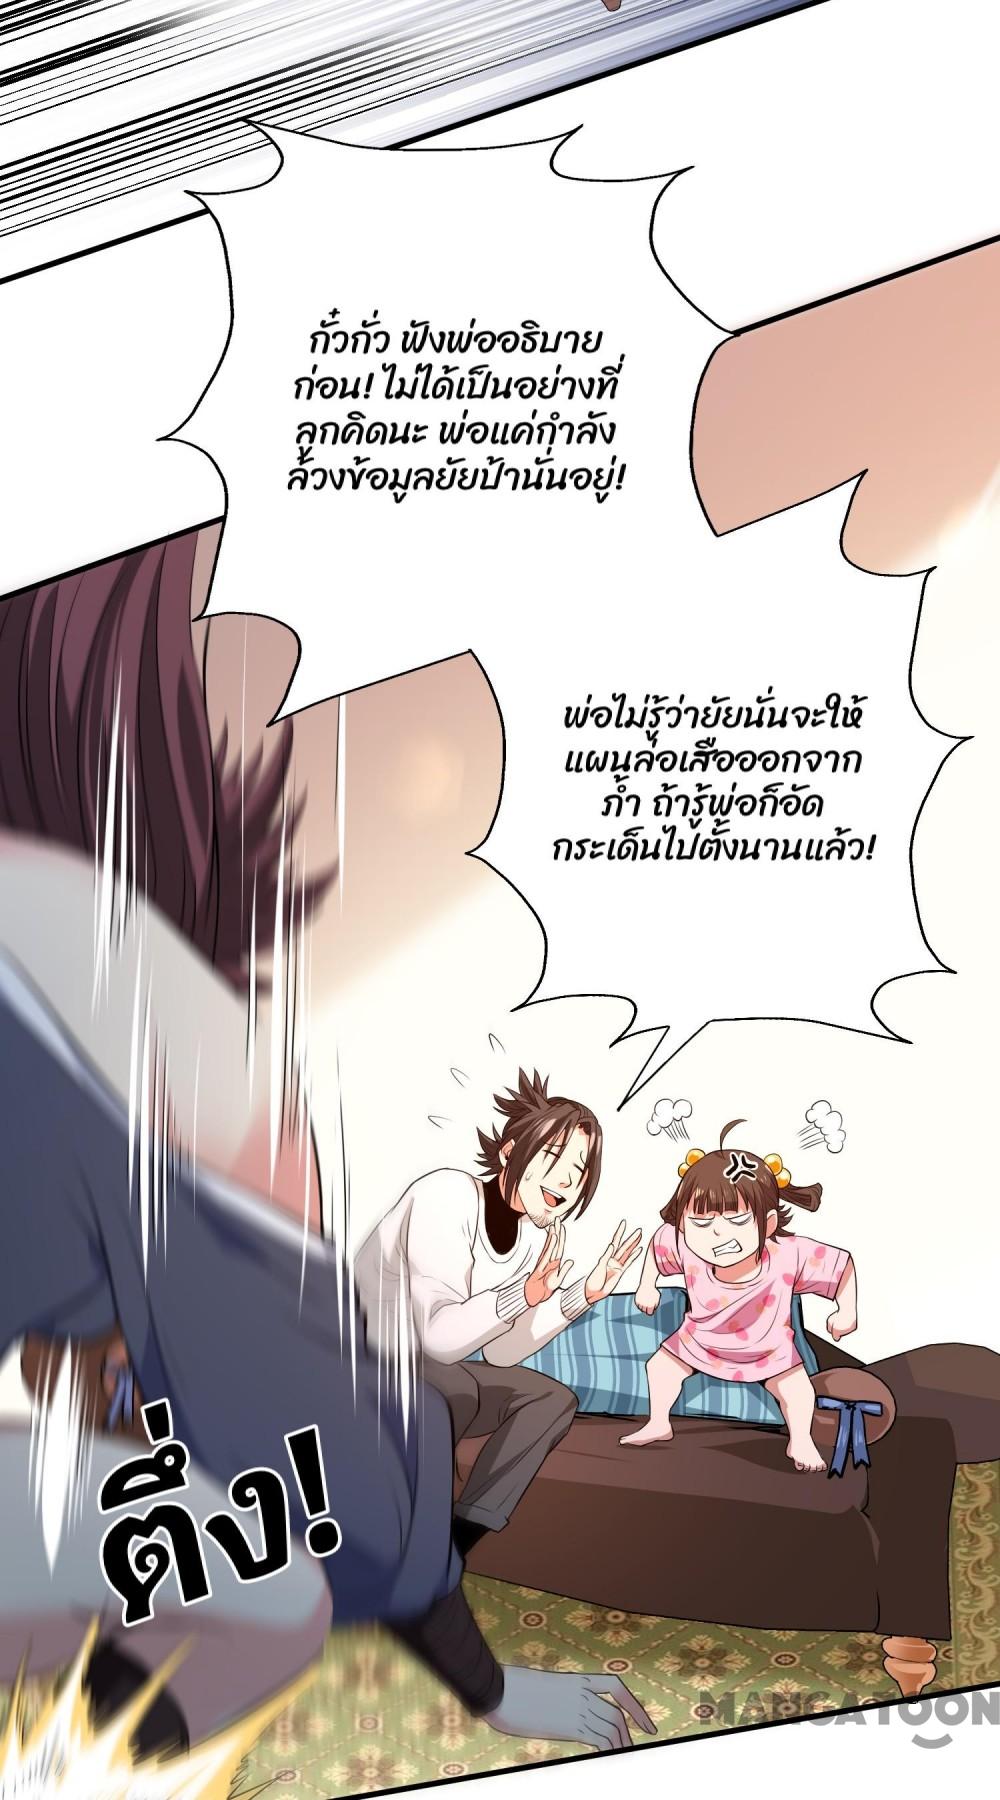 กั๋วกั่ว ฟังพ่ออธิบาย
ก่อน! ไม่ได้เป็นอย่างที่
ลูกคิดนะ พ่อแค่กำลัง
ล้วงข้อมูลยัยป้านั่นอยู่!
พ่อไม่รู้ว่ายัยนั่นจะให้
แผนล่อเสือออกจาก
ถ้ำ ถ้ารู้พ่อก็อัด
กระเด็นไปตั้งนานแล้ว!
ตึ่ง!
MANGATOON